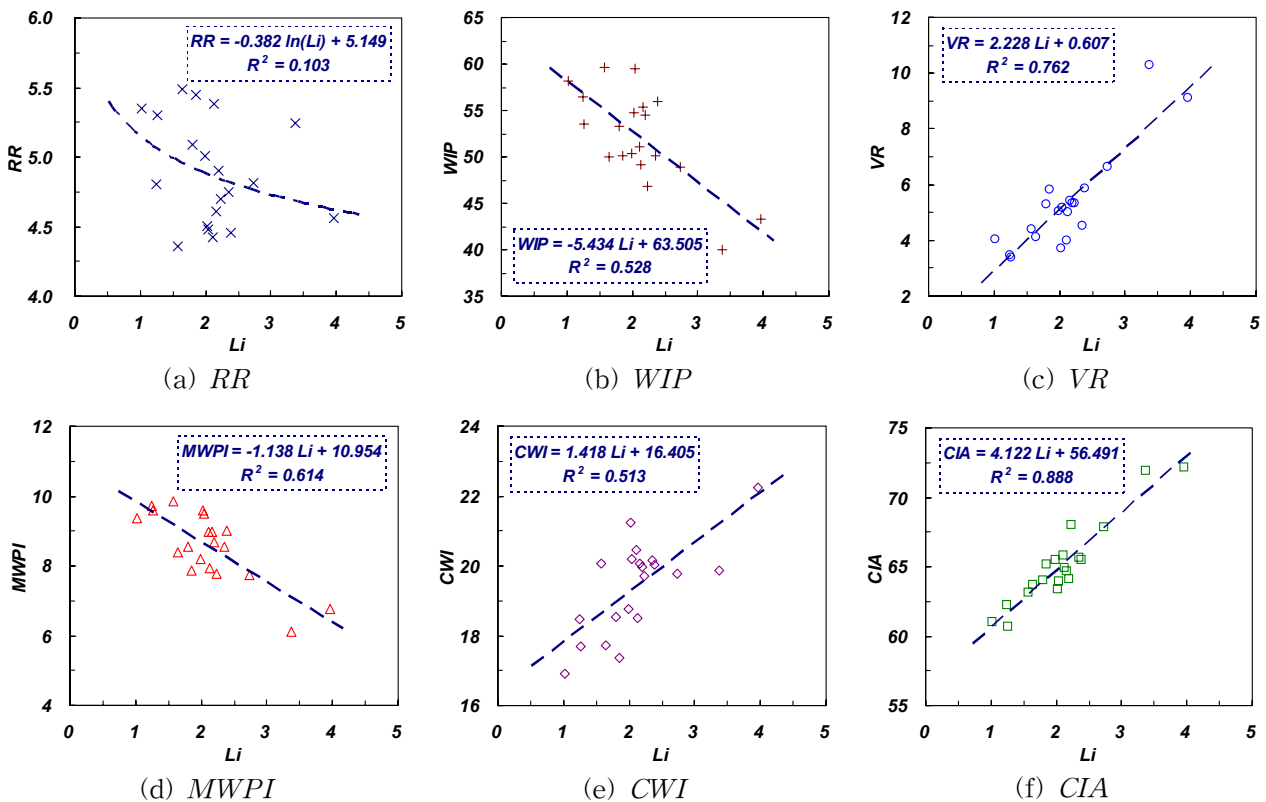 6.0
5.5
5.0
4.5
4.0
RR
RR = -0.382 ln(Li) + 5.149
R² = 0.103
0 1 2 3 4 5
Li
(a) RR
65
60
55
50
45
40
35
WIP
WIP = -5.434 Li + 63.505
R² = 0.528
0 1 2 3 4 5
Li
(b) WIP
12
10
8
6
4
2
VR
VR = 2.228 Li + 0.607
R² = 0.762
0 1 2 3 4 5
Li
(c) VR
12
10
8
6
4
MWPI
MWPI = -1.138 Li + 10.954
R² = 0.614
0 1 2 3 4 5
Li
(d) MWPI
24
22
20
18
16
CWI
CWI = 1.418 Li + 16.405
R² = 0.513
0 1 2 3 4 5
Li
(e) CWI
75
70
65
60
55
CIA
CIA = 4.122 Li + 56.491
R² = 0.888
0 1 2 3 4 5
Li
(f) CIA